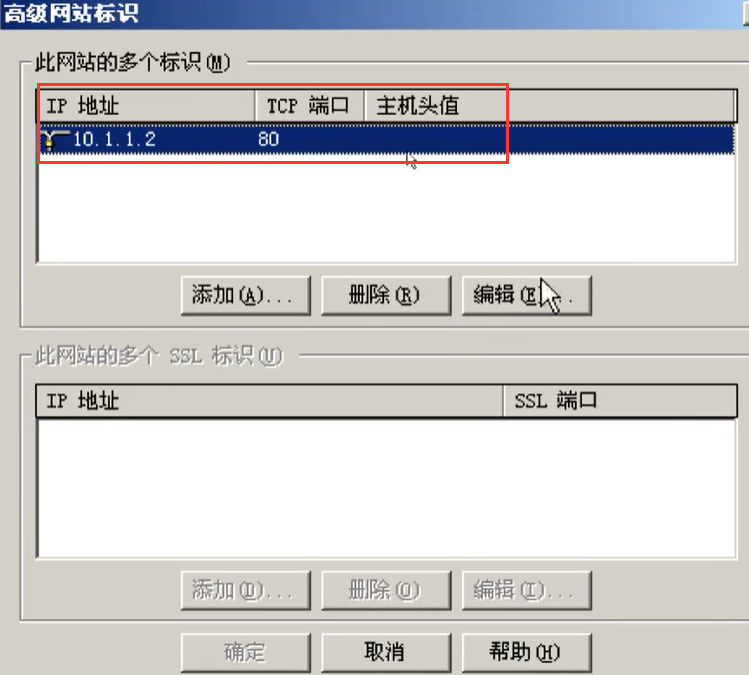 高级网站标识
此网站的多个标识(M)
IP 地址 TCP 端口 主机头值
10.1.1.2 80
添加(A)... 删除(R) 编辑(E)...
此网站的多个 SSL 标识(U)
IP 地址 SSL 端口
添加(D)... 删除(O) 编辑(I)...
确定 取消 帮助(H)